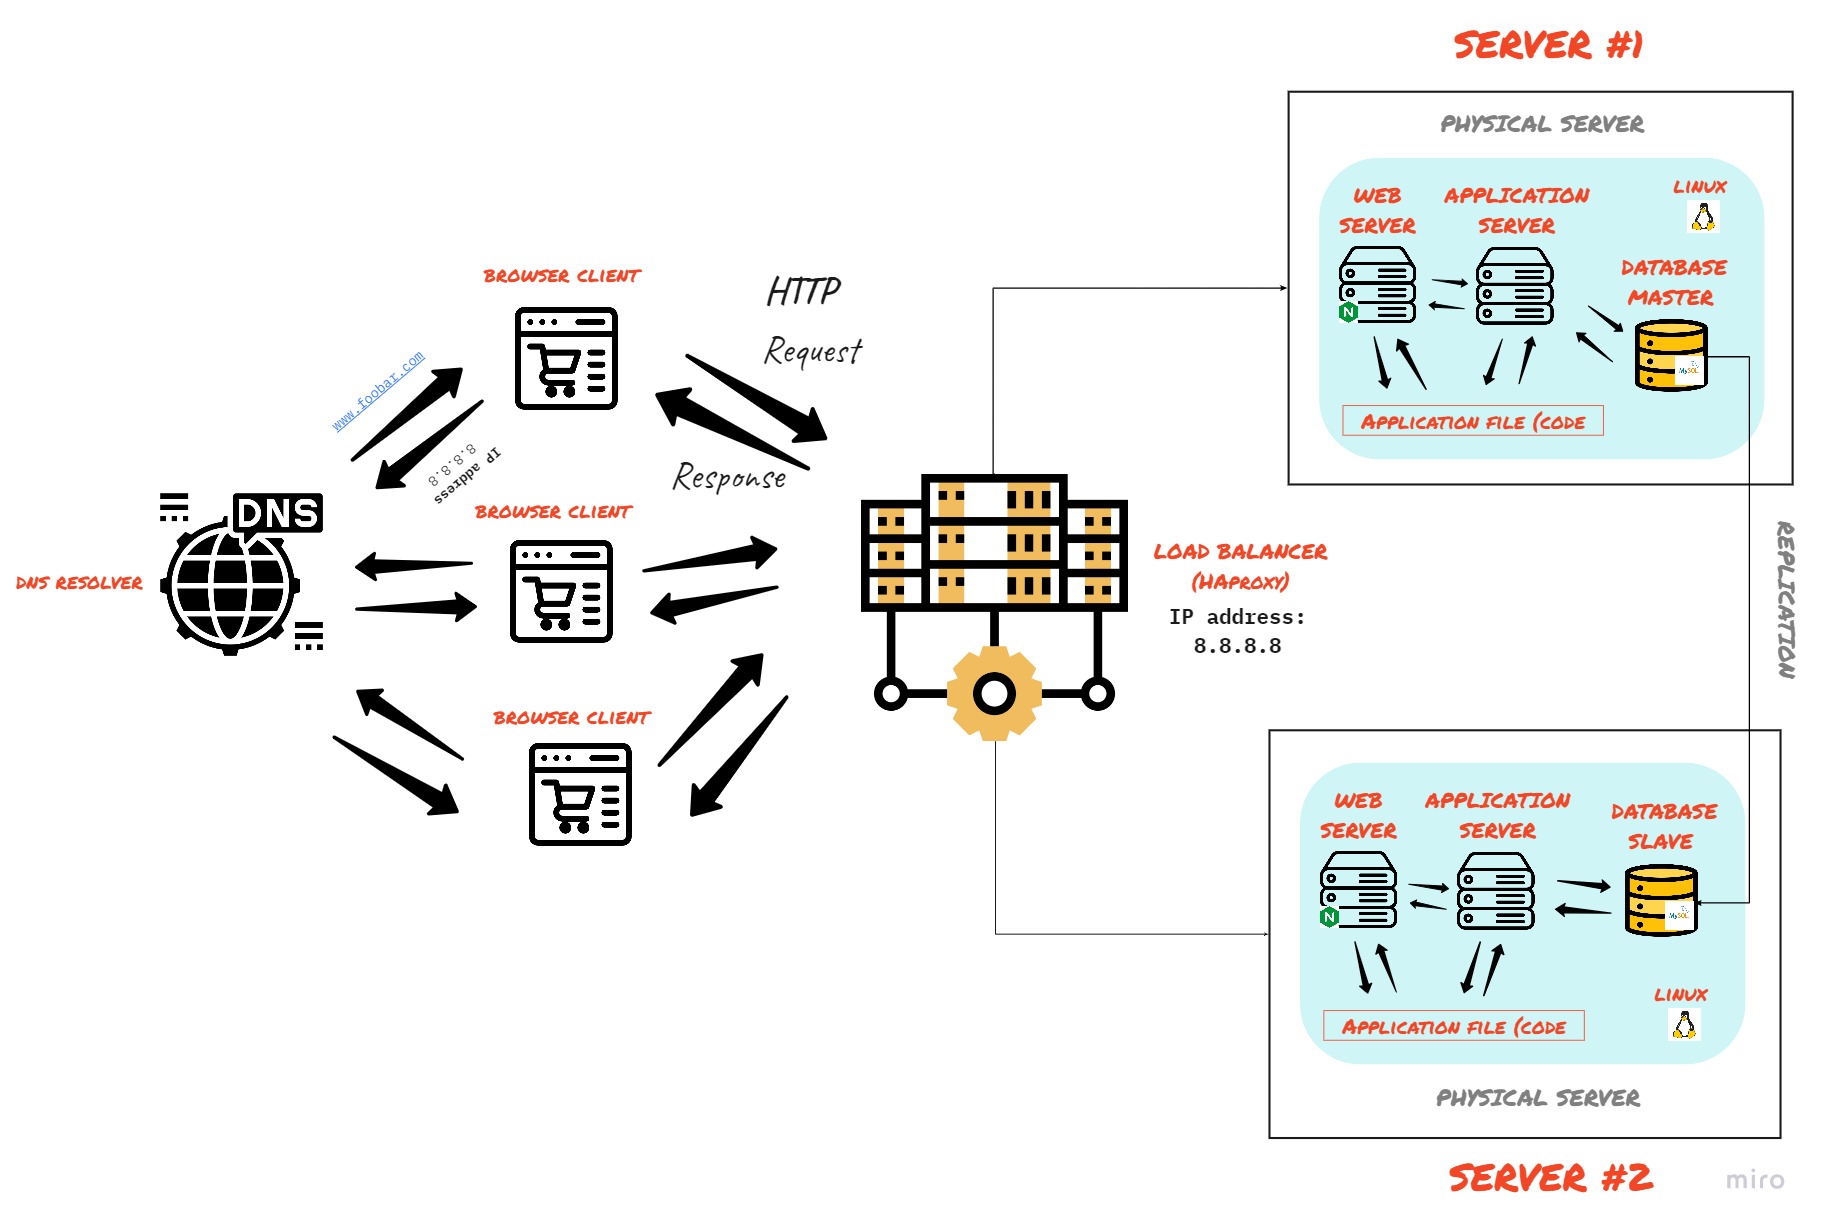 SERVER #1
PHYSICAL SERVER
WEB
SERVER
APPLICATION
SERVER
LINUX
DATABASE
MASTER
N
MySQL
APPLICATION FILE (CODE
BROWSER CLIENT
HTTP
Request
Response
www.foobar.com
IP address
8.8.8.8
DNS
DNS RESOLVER
BROWSER CLIENT
BROWSER CLIENT
LOAD BALANCER
(HAPROXY)
IP address:
8.8.8.8
REPLICATION
WEB
SERVER
APPLICATION
SERVER
DATABASE
SLAVE
N
MySQL
LINUX
APPLICATION FILE (CODE
PHYSICAL SERVER
SERVER #2
miro